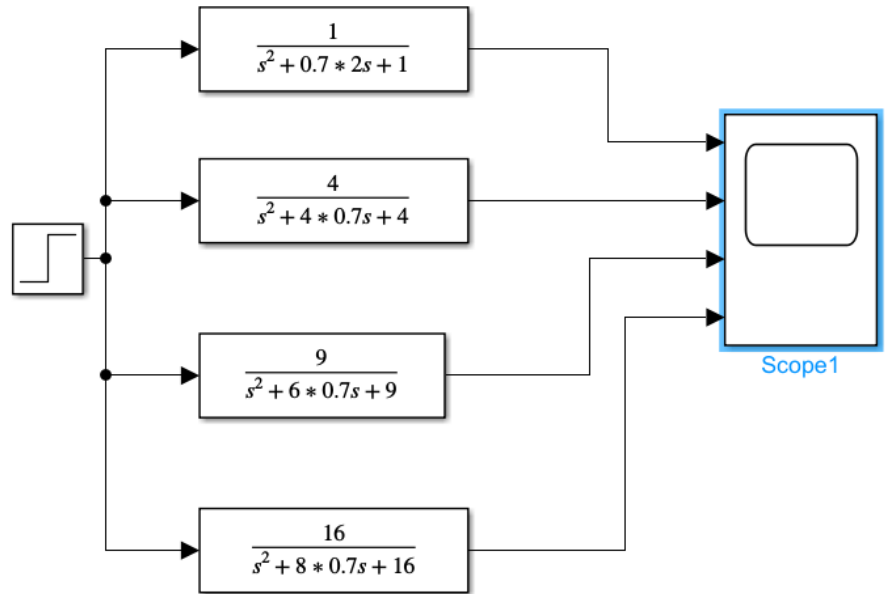 1
s² + 0.7 * 2s + 1
4
s² + 4 * 0.7s + 4
9
s² + 6 * 0.7s + 9
16
s² + 8 * 0.7s + 16
Scope1